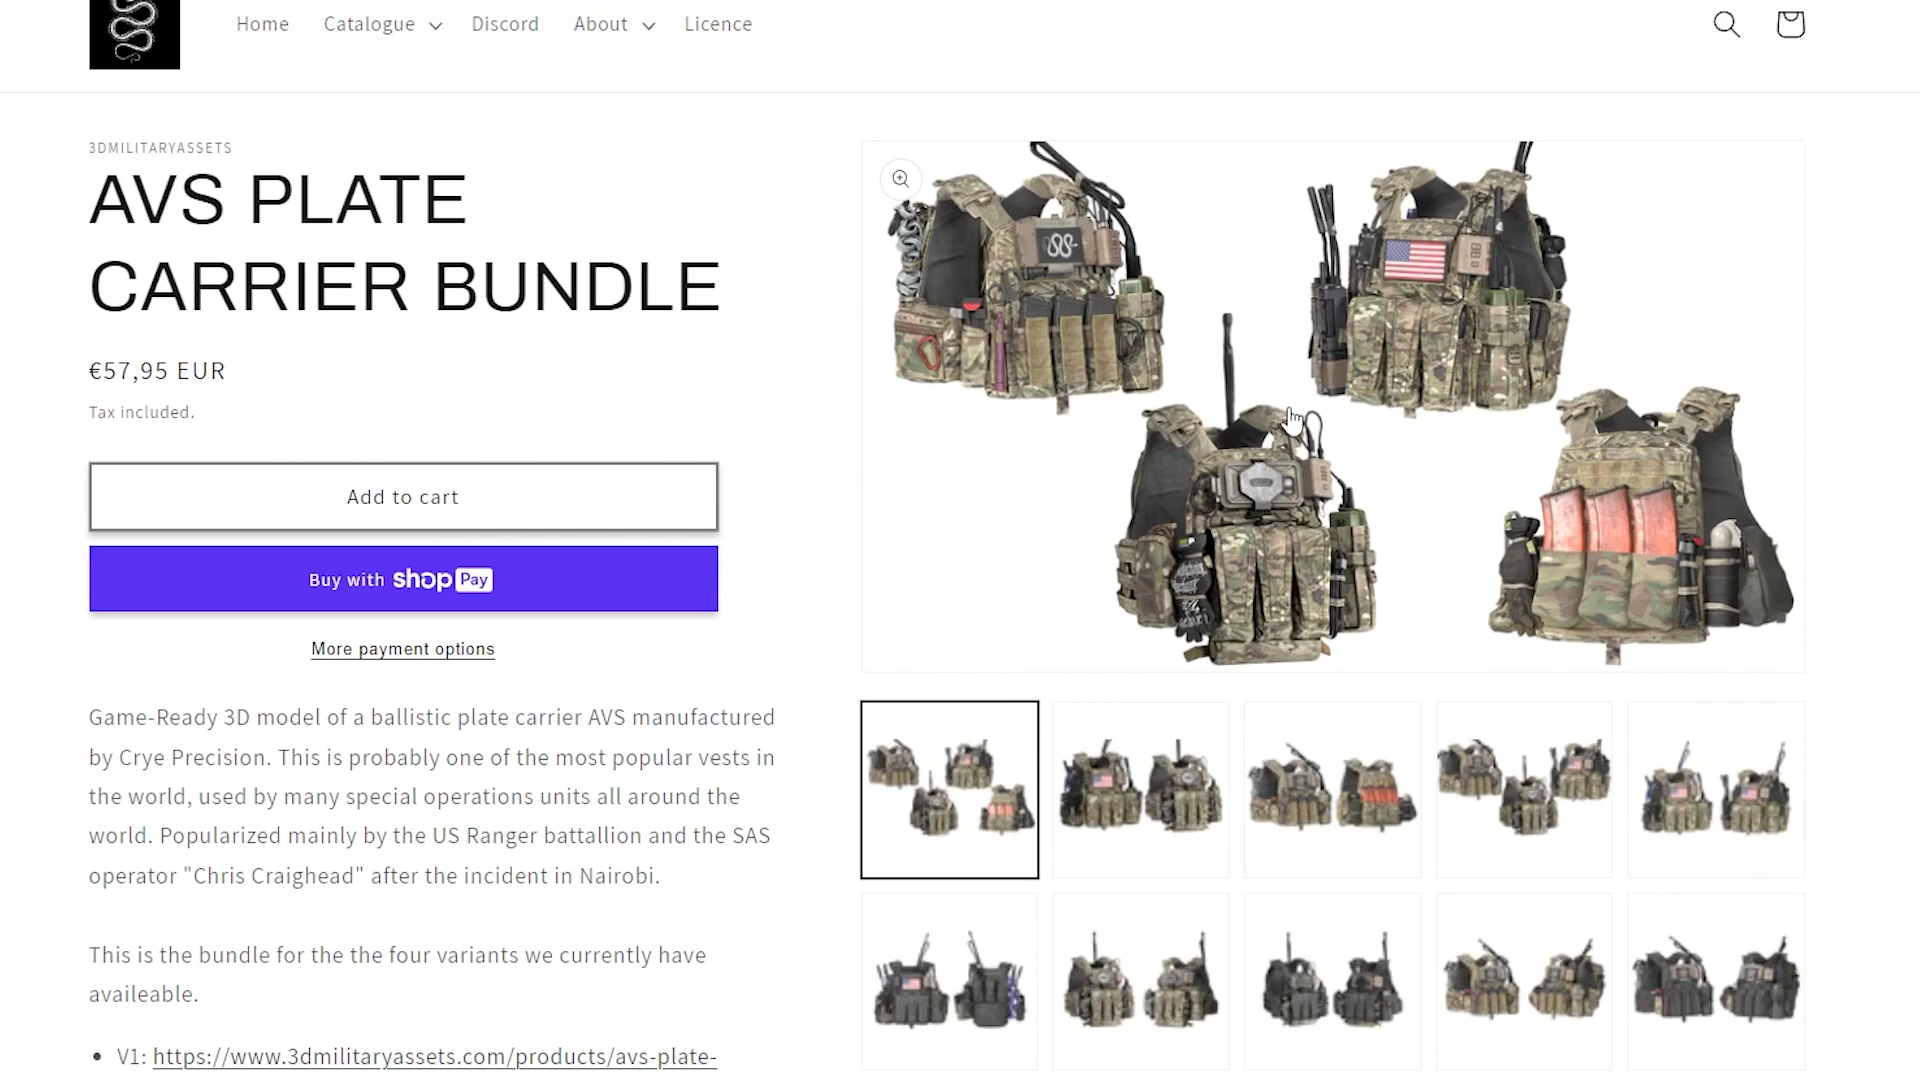 Home
Catalogue
Discord
About
Licence
3DMILITARYASSETS
AVS PLATE
CARRIER BUNDLE
€57,95 EUR
Tax included.
Add to cart
Buy with shop Pay
More payment options
Game-Ready 3D model of a ballistic plate carrier AVS manufactured
by Crye Precision. This is probably one of the most popular vests in
the world, used by many special operations units all around the
world. Popularized mainly by the US Ranger battallion and the SAS
operator "Chris Craighead" after the incident in Nairobi.
This is the bundle for the the four variants we currently have
availeable.
• V1: https://www.3dmilitaryassets.com/products/avs-plate-